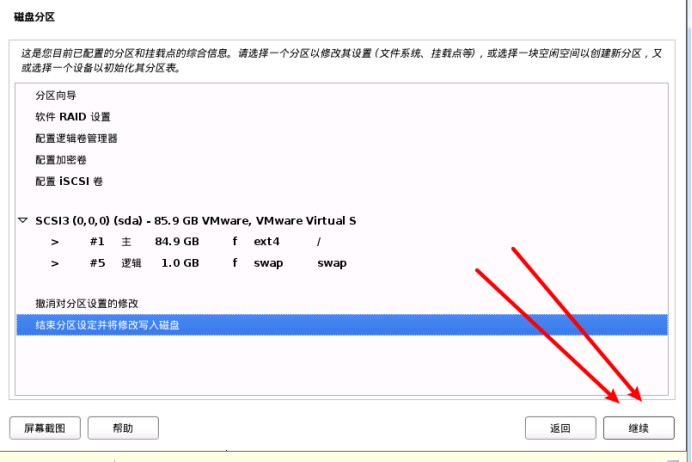 磁盘分区
这是您目前已配置的分区和挂载点的综合信息。请选择一个分区以修改其设置 (文件系统、挂载点等) , 或选择一块空闲空间以创建新分区 , 又
或选择一个设备以初始化其分区表。
分区向导
软件 RAID 设置
配置逻辑卷管理器
配置加密卷
配置 iSCSI 卷
SCSI3 (0,0,0) (sda) - 85.9 GB VMware, VMware Virtual S
> #1 主 84.9 GB f ext4 /
> #5 逻辑 1.0 GB f swap swap
撤消对分区设置的修改
结束分区设定并将修改写入磁盘
屏幕截图 帮助 返回 继续